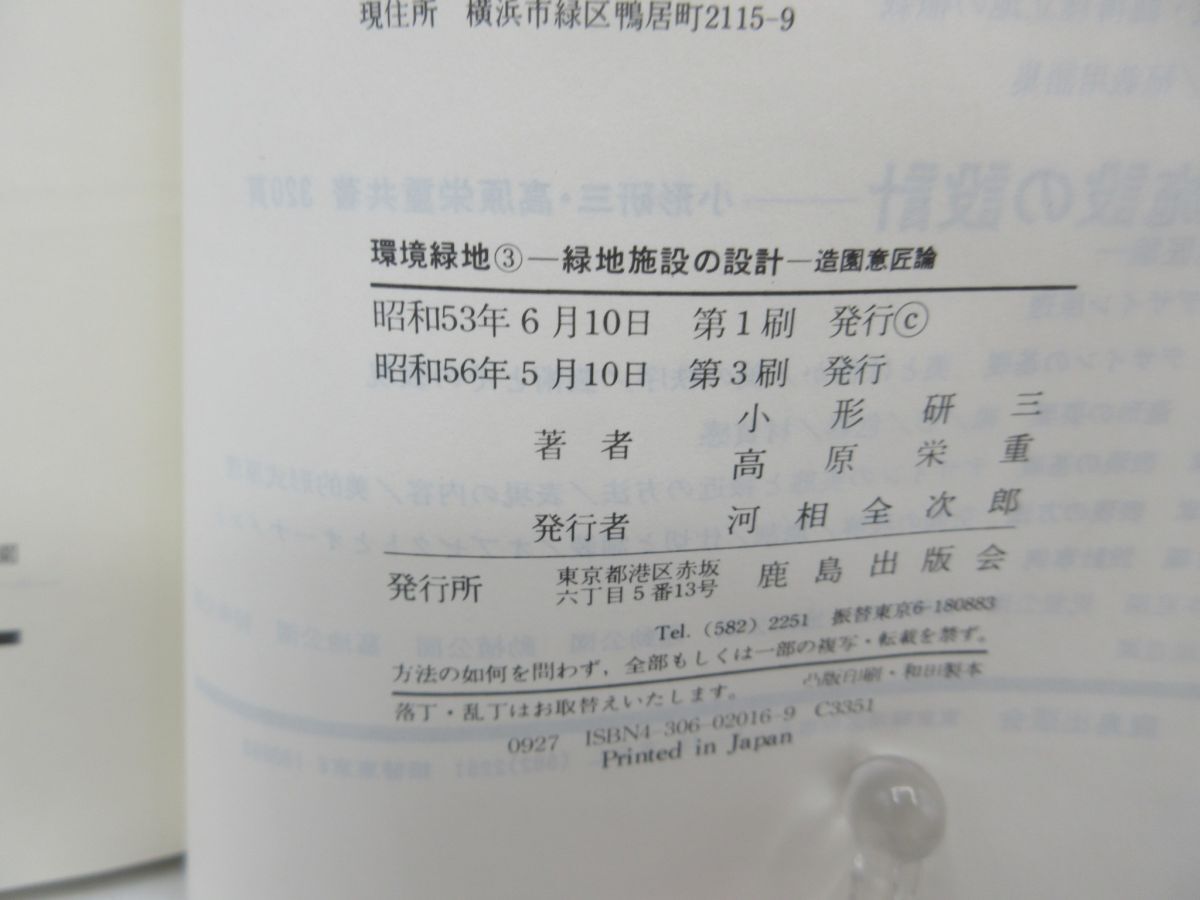 現住所 横浜市緑区鴨居町2115-9
環境緑地③―緑地施設の設計―造園意匠論
昭和53年6月10日 第1刷 発行ⓒ
昭和56年5月10日 第3刷 発行
著者 小形研三
高原栄重
発行者 河相全次郎
発行所 東京都港区赤坂六丁目5番13号 鹿島出版会
Tel. (582) 2251 振替東京6-180883
方法の如何を問わず，全部もしくは一部の複写・転載を禁ず。
落丁・乱丁はお取替えいたします。 凸版印刷・和田製本
0927 ISBN4-306-02016-9 C3351
Printed in Japan